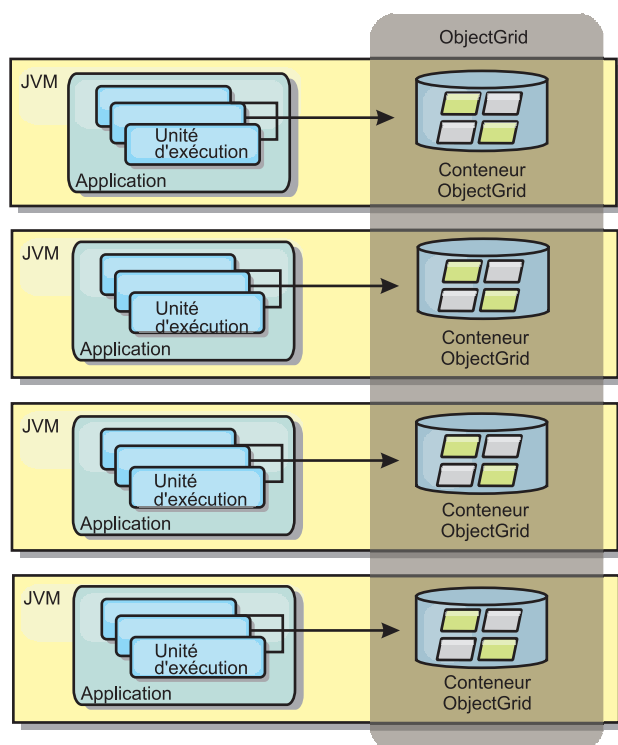 ObjectGrid
JVM
Unité
d'exécution
Application
Conteneur
ObjectGrid
JVM
Unité
d'exécution
Application
Conteneur
ObjectGrid
JVM
Unité
d'exécution
Application
Conteneur
ObjectGrid
JVM
Unité
d'exécution
Application
Conteneur
ObjectGrid